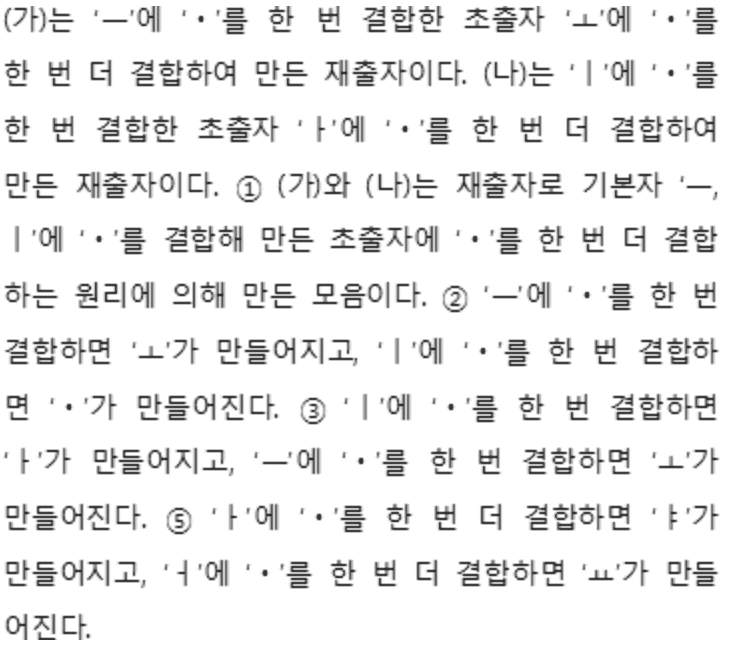 (가)는 ‘ㅡ’에 ‘·’를 한 번 결합한 초출자 ‘ㅗ’에 ‘·’를
한 번 더 결합하여 만든 재출자이다. (나)는 ‘ㅣ’에 ‘·’를
한 번 결합한 초출자 ‘ㅏ’에 ‘·’를 한 번 더 결합하여
만든 재출자이다. ① (가)와 (나)는 재출자로 기본자 ‘ㅡ,
ㅣ’에 ‘·’를 결합해 만든 초출자에 ‘·’를 한 번 더 결합
하는 원리에 의해 만든 모음이다. ② ‘ㅡ’에 ‘·’를 한 번
결합하면 ‘ㅗ’가 만들어지고, ‘ㅣ’에 ‘·’를 한 번 결합하
면 ‘·’가 만들어진다. ③ ‘ㅣ’에 ‘·’를 한 번 결합하면
‘ㅏ’가 만들어지고, ‘ㅡ’에 ‘·’를 한 번 결합하면 ‘ㅗ’가
만들어진다. ⑤ ‘ㅏ’에 ‘·’를 한 번 더 결합하면 ‘ㅑ’가
만들어지고, ‘ㅓ’에 ‘·’를 한 번 더 결합하면 ‘ㅛ’가 만들
어진다.